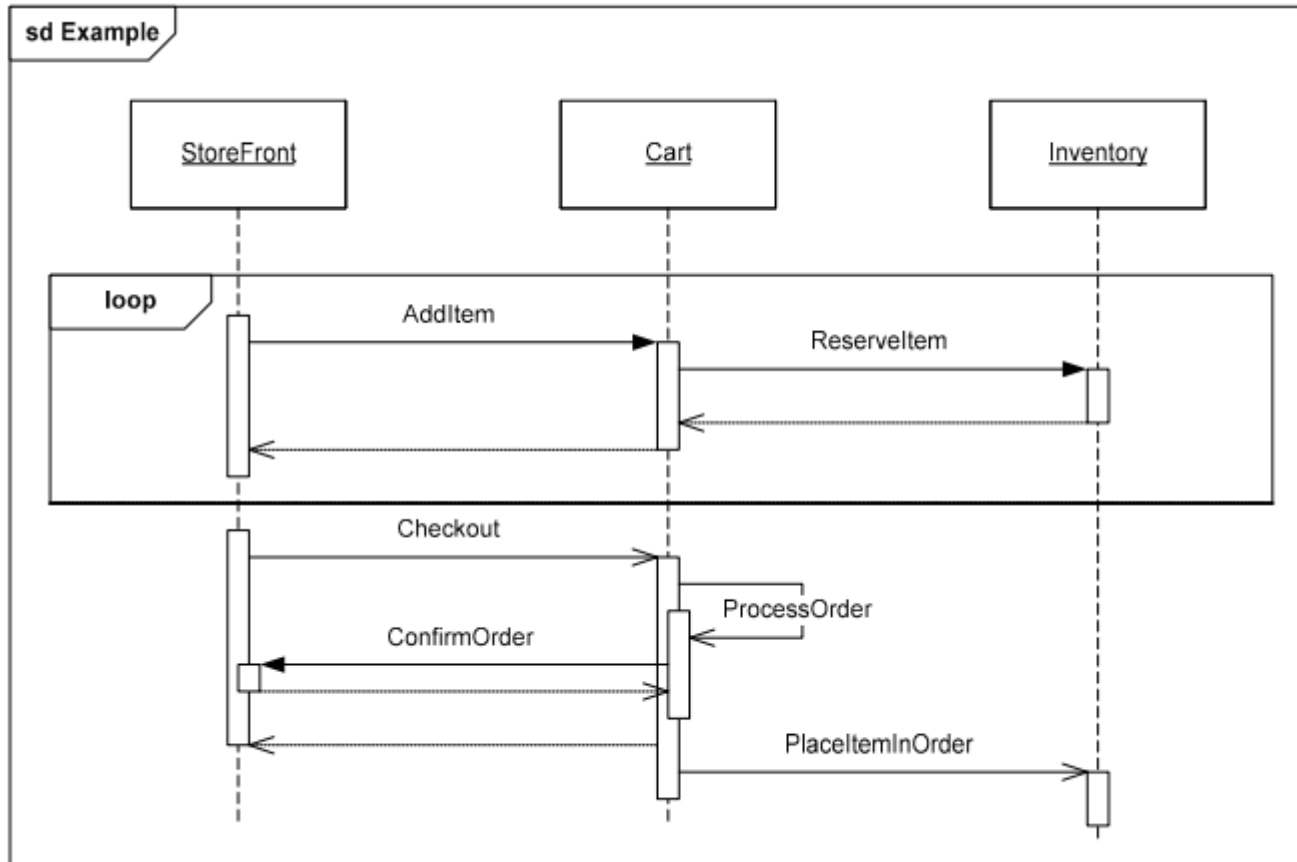 sd Example
StoreFront
Cart
Inventory
loop
AddItem
ReserveItem
Checkout
ProcessOrder
ConfirmOrder
PlaceItemInOrder